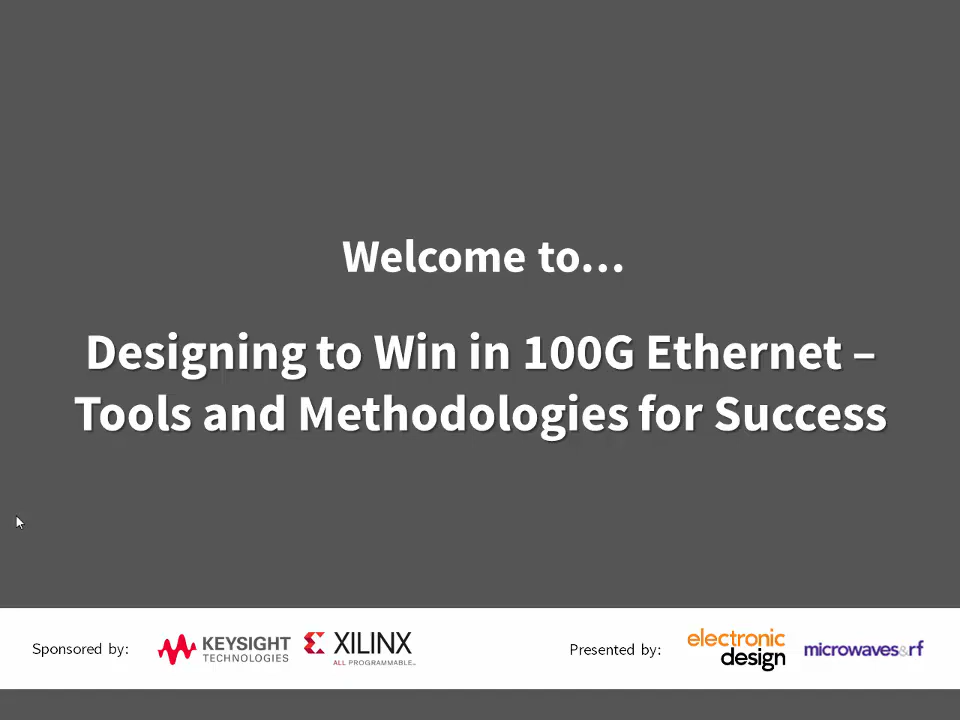 Welcome to...
Designing to Win in 100G Ethernet –
Tools and Methodologies for Success
Sponsored by:
KEYSIGHT
TECHNOLOGIES
XILINX
ALL PROGRAMMABLE™
Presented by:
electronic
design
microwaves&rf